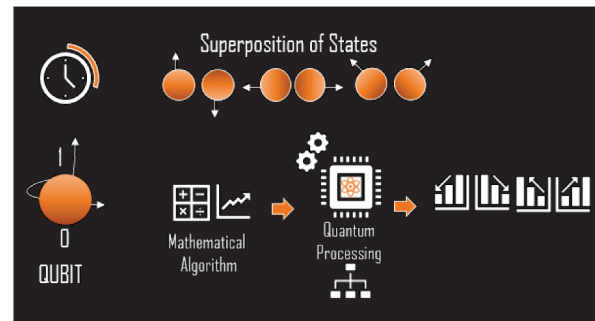 Superposition of States
1
0
QUBIT
Mathematical
Algorithm
Quantum
Processing